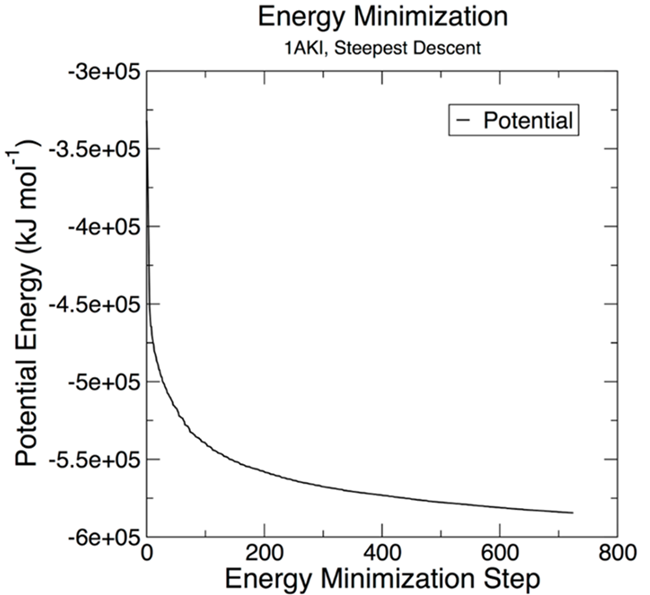 Energy Minimization
1AKI, Steepest Descent
-3e+05
-3.5e+05
-4e+05
-4.5e+05
-5e+05
-5.5e+05
-6e+05
Potential Energy (kJ mol⁻¹)
Potential
0 200 400 600 800
Energy Minimization Step